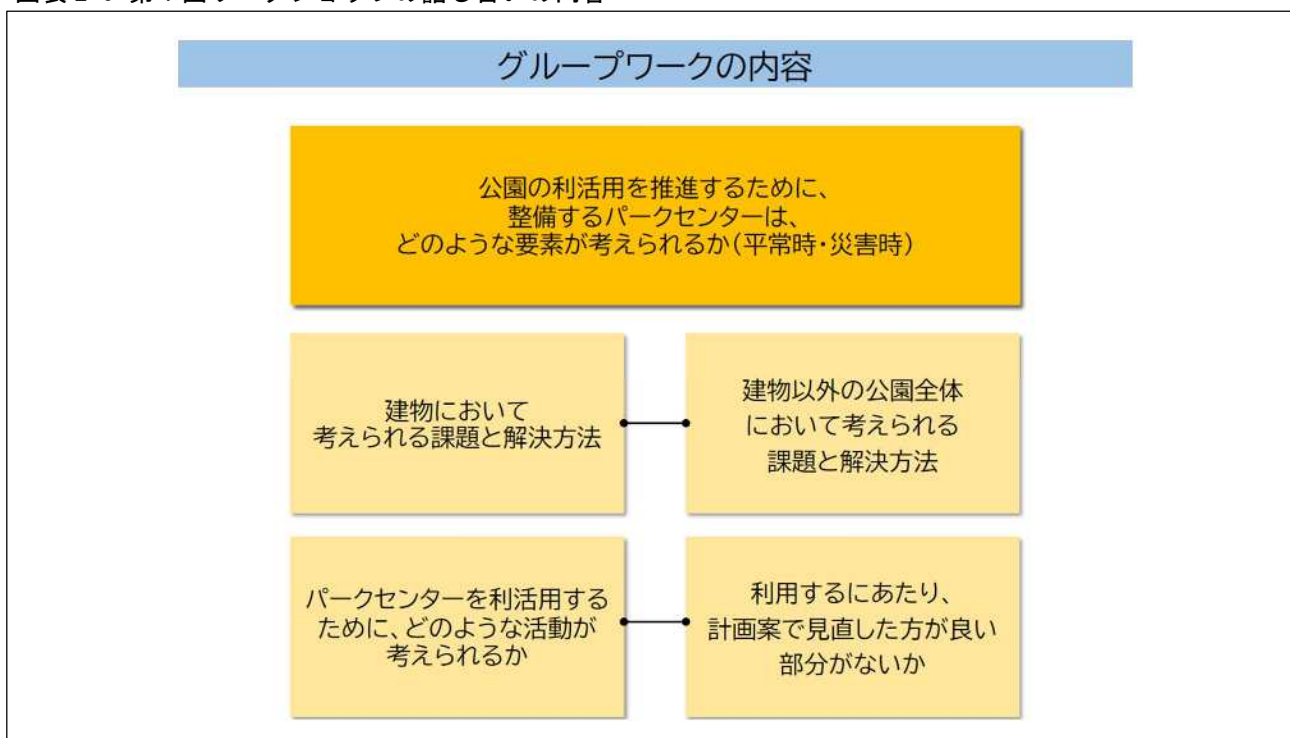 グループワークの内容
公園の利活用を推進するために、
整備するパークセンターは、
どのような要素が考えられるか(平常時・災害時)
建物において
考えられる課題と解決方法
建物以外の公園全体
において考えられる
課題と解決方法
パークセンターを利活用する
ために、どのような活動が
考えられるか
利用するにあたり、
計画案で見直した方が良い
部分がないか